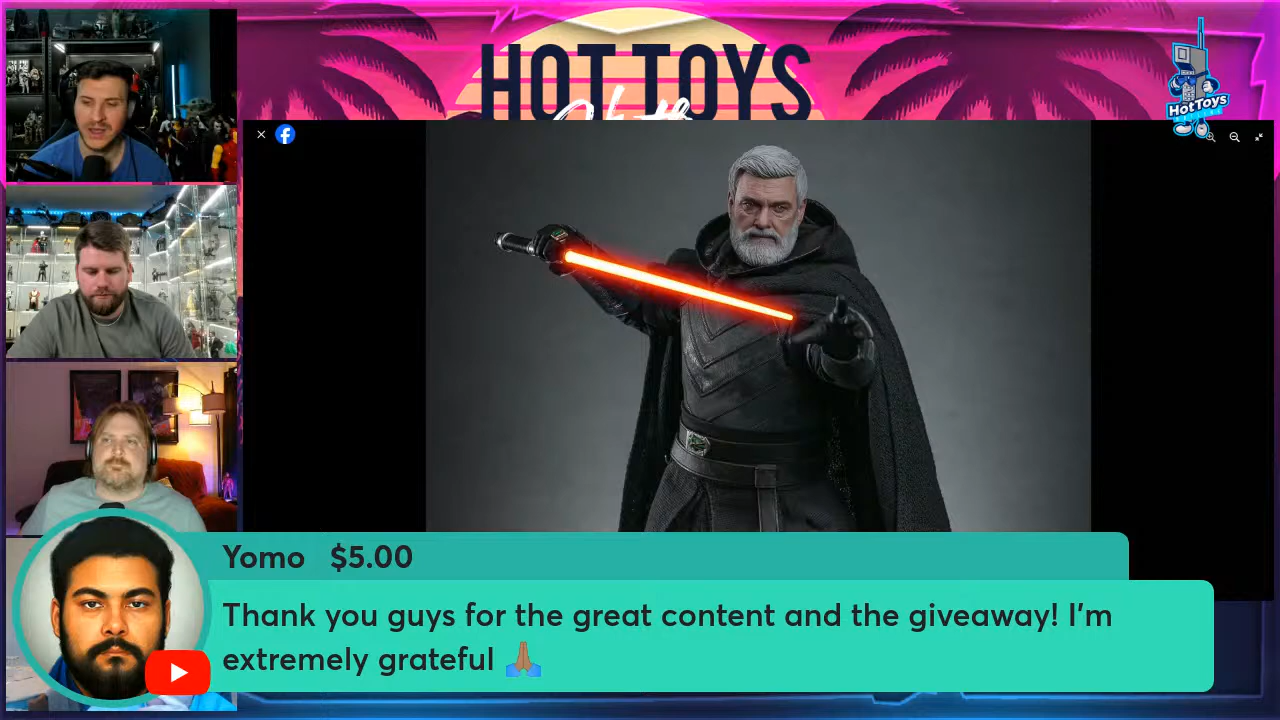 HOT TOYS
HotToys
Yomo $5.00
Thank you guys for the great content and the giveaway! I'm
extremely grateful 🙏🏽